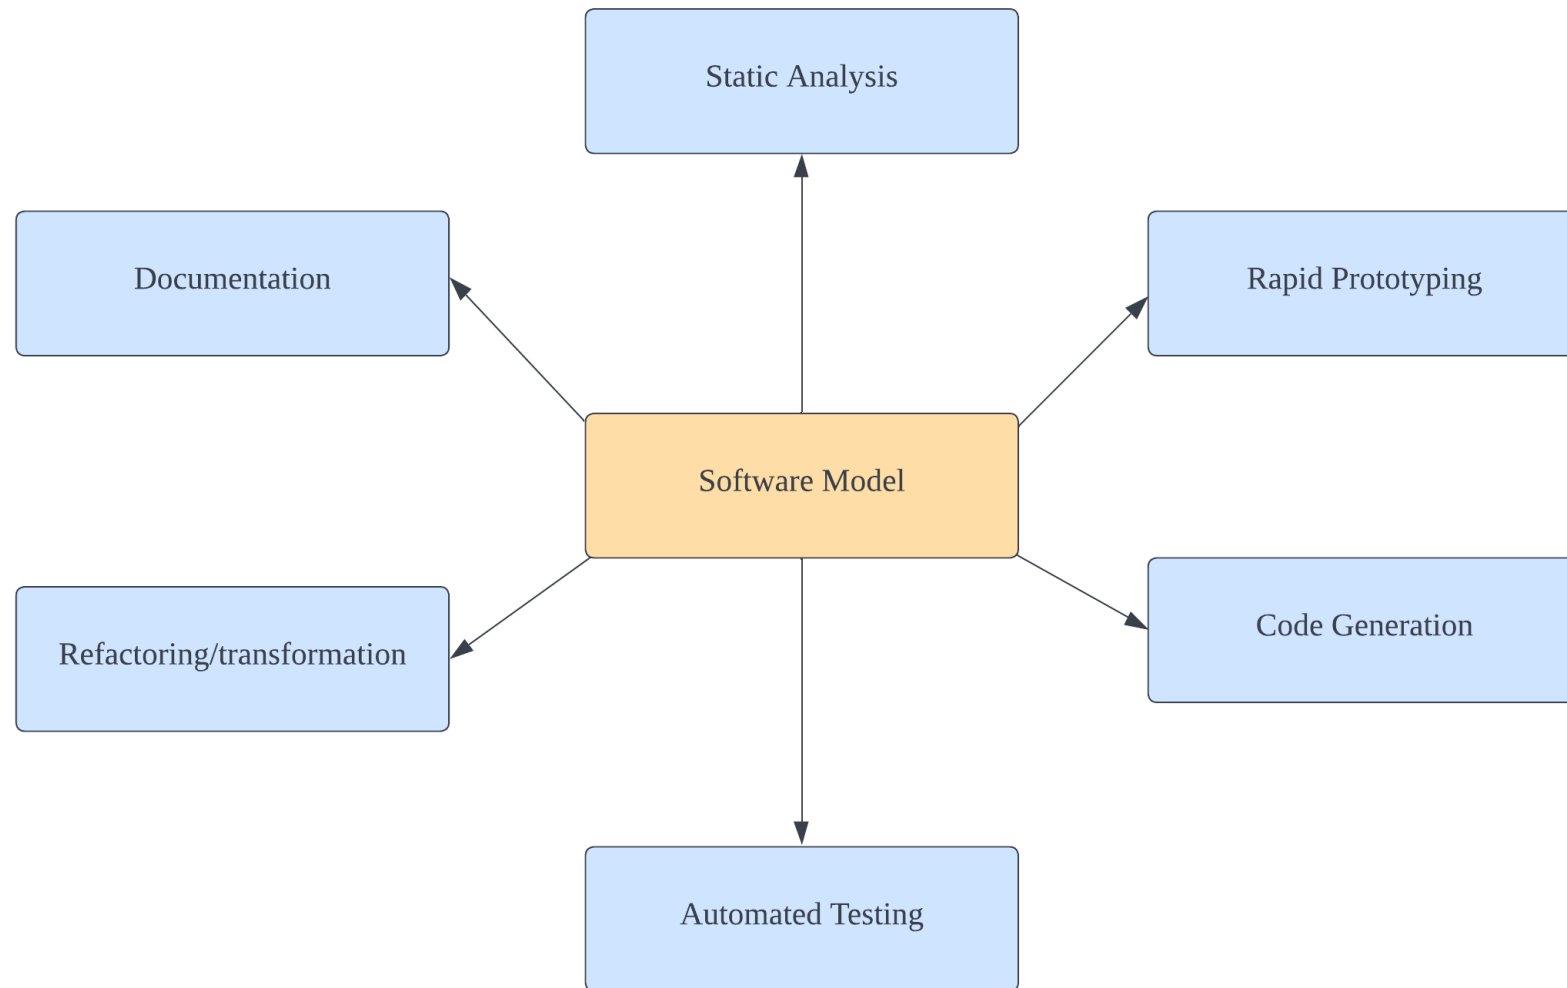 Static Analysis
Documentation
Rapid Prototyping
Software Model
Code Generation
Refactoring/transformation
Automated Testing